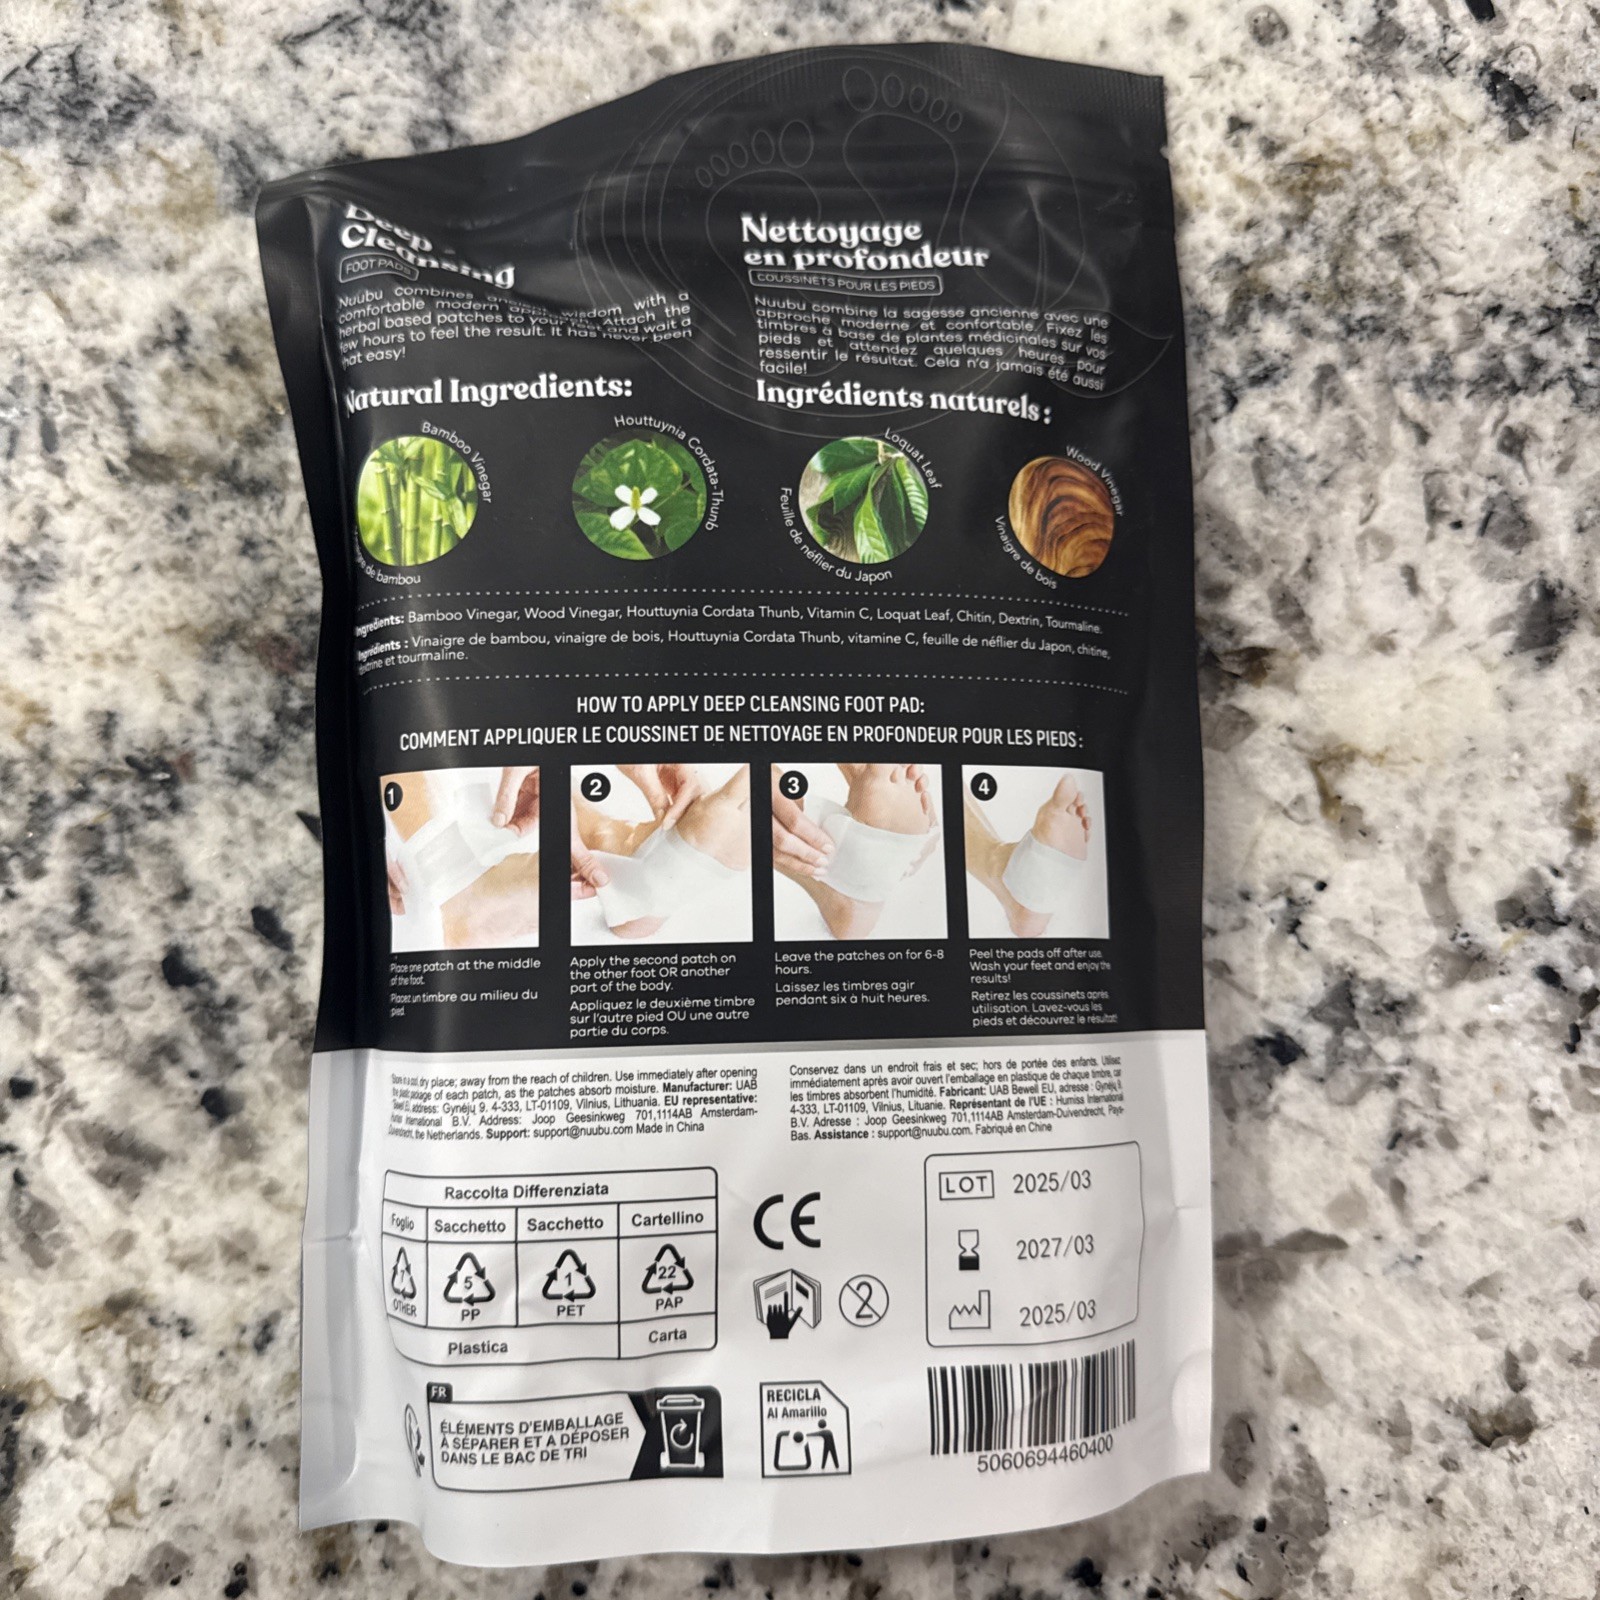 Deep
Cleansing
FOOT PADS
Nuubu combines ancient wisdom with a
comfortable modern approach. Attach the
herbal based patches to your feet and wait a
few hours to feel the result. It has never been
that easy!
Nettoyage
en profondeur
COUSSINETS POUR LES PIEDS
Nuubu combine la sagesse ancienne avec une
approche moderne et confortable. Fixez les
timbres à base de plantes médicinales sur vos
pieds et attendez quelques heures pour
ressentir le résultat. Cela n'a jamais été aussi
facile!
Natural Ingredients:
Ingrédients naturels :
Bamboo Vinegar
de bambou
Houttuynia Cordata-Thunb
Loquat Leaf
Feuille de néflier du Japon
Wood Vinegar
Vinaigre de bois
Ingredients: Bamboo Vinegar, Wood Vinegar, Houttuynia Cordata Thunb, Vitamin C, Loquat Leaf, Chitin, Dextrin, Tourmaline.
Ingrédients : Vinaigre de bambou, vinaigre de bois, Houttuynia Cordata Thunb, vitamine C, feuille de néflier du Japon, chitine,
dextrine et tourmaline.
HOW TO APPLY DEEP CLEANSING FOOT PAD:
COMMENT APPLIQUER LE COUSSINET DE NETTOYAGE EN PROFONDEUR POUR LES PIEDS :
1
Place one patch at the middle
of the foot.
Placez un timbre au milieu du
pied.
2
Apply the second patch on
the other foot OR another
part of the body.
Appliquez le deuxième timbre
sur l'autre pied OU une autre
partie du corps.
3
Leave the patches on for 6-8
hours.
Laissez les timbres agir
pendant six à huit heures.
4
Peel the pads off after use.
Wash your feet and enjoy the
results!
Retirez les coussinets après
utilisation. Lavez-vous les
pieds et découvrez le résultat!
Store in a cool, dry place; away from the reach of children. Use immediately after opening
the plastic package of each patch, as the patches absorb moisture. Manufacturer: UAB
Bewell EU, address: Gynėjų 9. 4-333, LT-01109, Vilnius, Lithuania. EU representative:
Humiss International B.V. Address: Joop Geesinkweg 701,1114AB Amsterdam-
Duivendrecht, the Netherlands. Support: support@nuubu.com Made in China
Conservez dans un endroit frais et sec; hors de portée des enfants. Utilisez
immédiatement après avoir ouvert l'emballage en plastique de chaque timbre, car
les timbres absorbent l'humidité. Fabricant: UAB Bewell EU, adresse : Gynėjų 9.
4-333, LT-01109, Vilnius, Lituanie. Représentant de l'UE : Humiss International
B.V. Adresse : Joop Geesinkweg 701,1114AB Amsterdam-Duivendrecht, Pays-
Bas. Assistance : support@nuubu.com. Fabriqué en Chine
Raccolta Differenziata
Foglio Sacchetto Sacchetto Cartellino
7 5 1 22
OTHER PP PET PAP
Plastica Carta
CE
2
LOT 2025/03
2027/03
2025/03
FR
ÉLÉMENTS D'EMBALLAGE
À SÉPARER ET À DÉPOSER
DANS LE BAC DE TRI
RECICLA
Al Amarillo
5060694460400